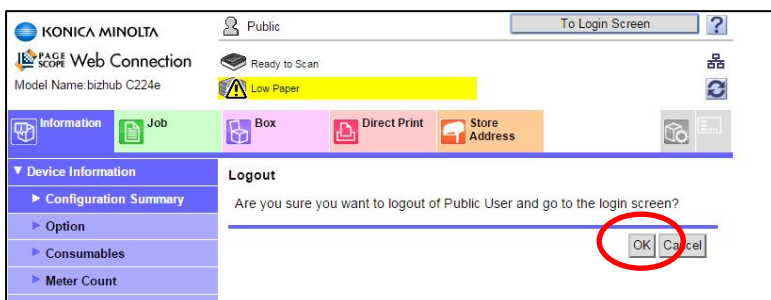 KONICA MINOLTA
Public
To Login Screen
?
PAGE SCOPE Web Connection
Ready to Scan
Model Name:bizhub C224e
Low Paper
Information
Job
Box
Direct Print
Store
Address
Device Information
Configuration Summary
Option
Consumables
Meter Count
Logout
Are you sure you want to logout of Public User and go to the login screen?
OK
Cancel